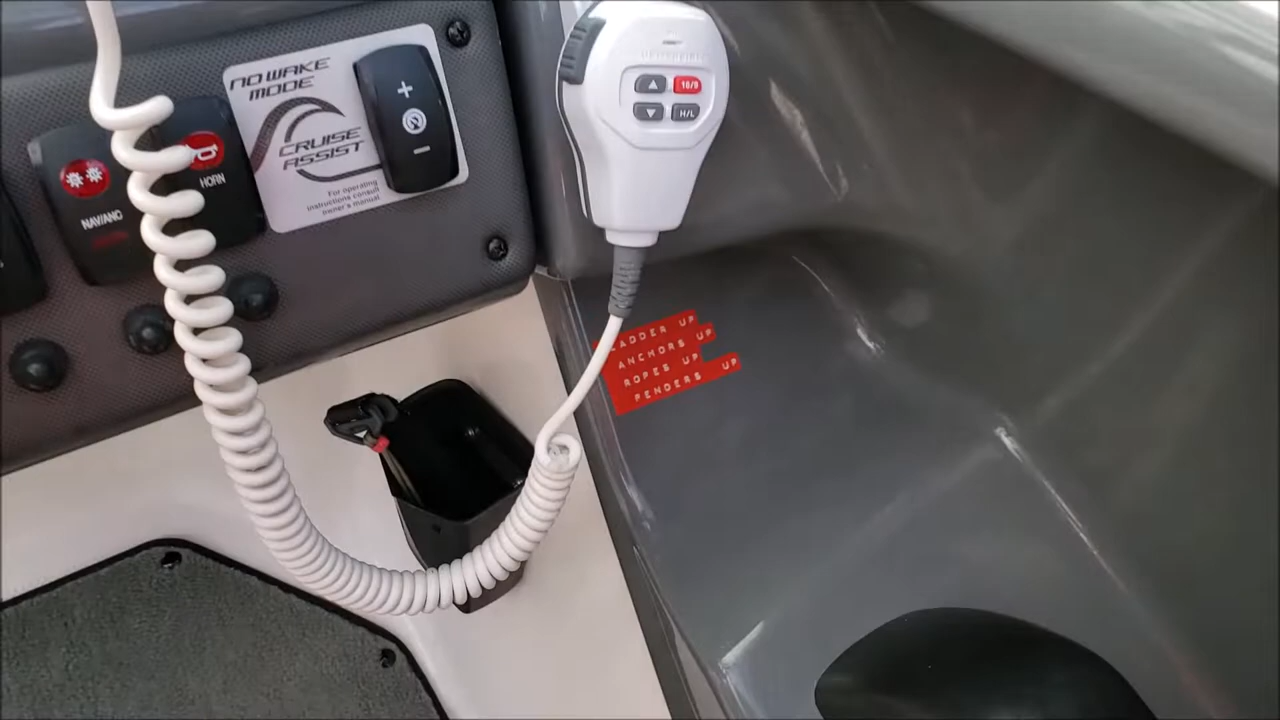 NO WAKE
MODE
CRUISE
ASSIST
For operating
instructions consult
owner's manual
HORN
NAV/ANC
16/9
H/L
LADDER UP
ANCHORS UP
ROPES UP
FENDERS UP